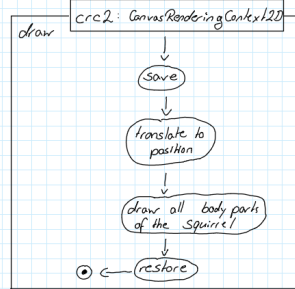 crc2: CanvasRenderingContext2D
draw
save
translate to
position
draw all body parts
of the squirrel
restore